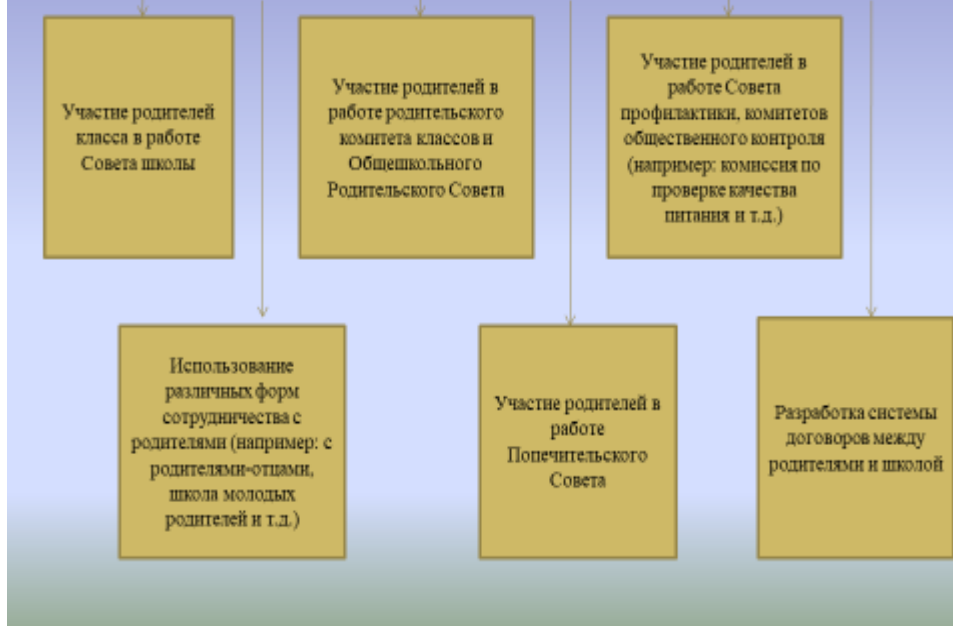 Участие родителей
класса в работе
Совета школы
Участие родителей в
работе родительского
комитета классов и
Общешкольного
Родительского Совета
Участие родителей в
работе Совета
профилактики, комитетов
общественного контроля
(например: комиссия по
проверке качества
питания и т.д.)
Использование
различных форм
сотрудничества с
родителями (например: с
родителями-отцами,
школа молодых
родителей и т.д.)
Участие родителей в
работе
Попечительского
Совета
Разработка системы
договоров между
родителями и школой